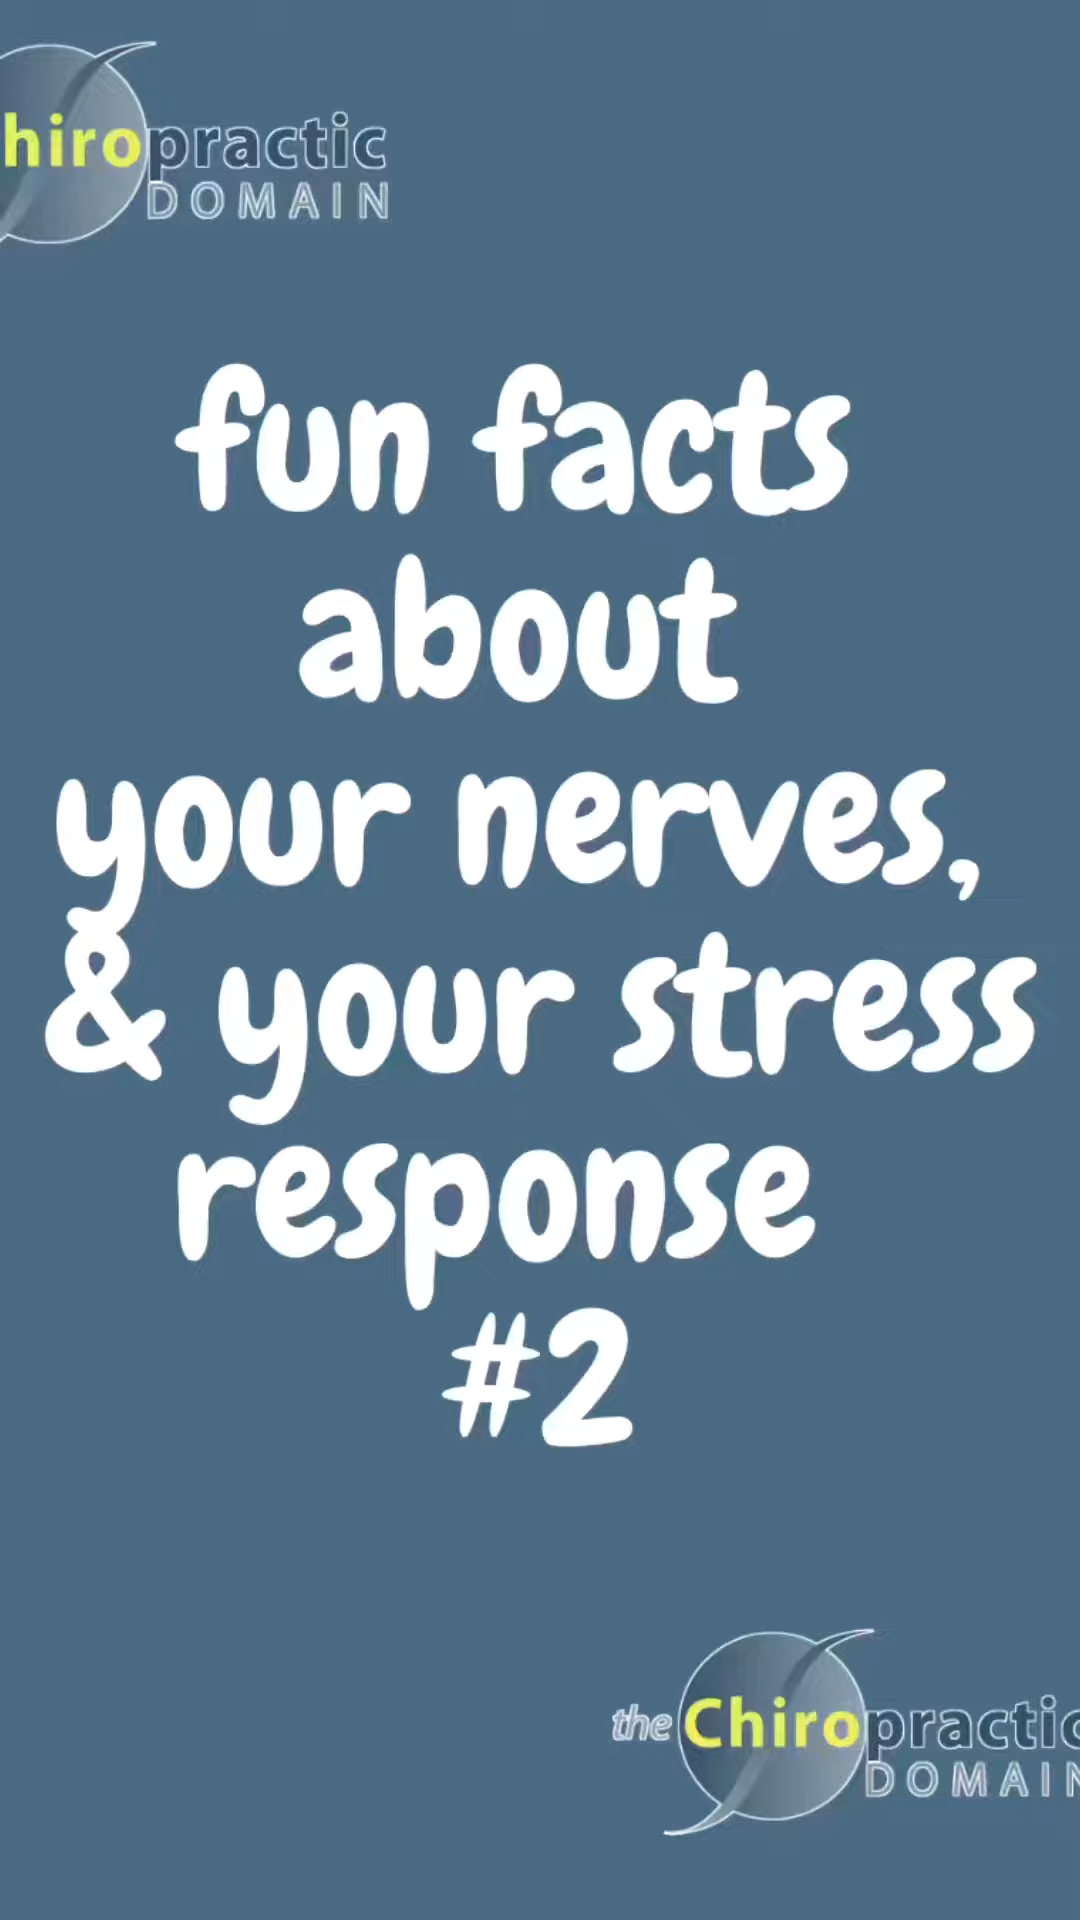 hiropractic
DOMAIN
fun facts
about
your nerves,
& your stress
response
#2
the Chiropractic
DOMAIN